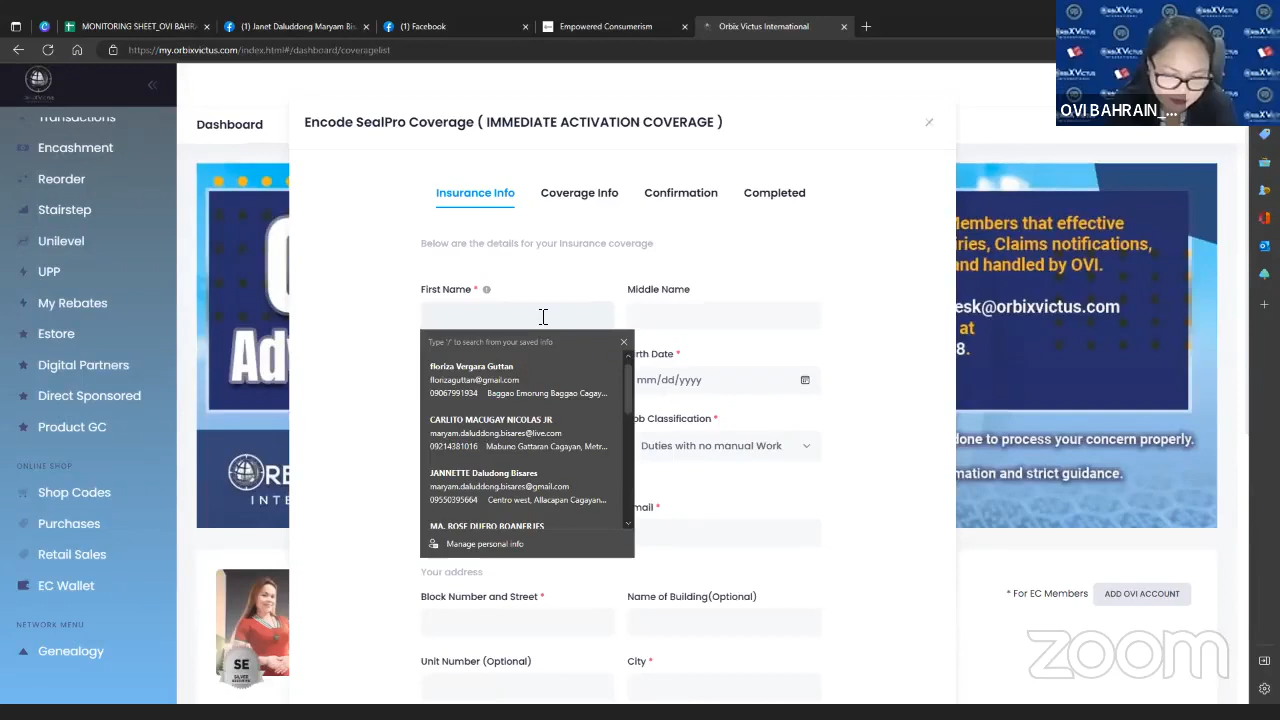 MONITORING SHEET_OVI BAHR
(1) Janet Daluddong Maryam Bi
(1) Facebook
Empowered Consumerism
Orbix Victus International
https://my.orbixvictus.com/index.html#/dashboard/coveragelist
OVI BAHRAIN_...
Transactions
Encashment
Stairstep
Unilevel
UPP
My Rebates
Estore
Digital Packages
Direct Sponsored
Product GC
ONLINE SHOP
Shop Codes
Purchases
Retail Sales
EC Wallet
NETWORK MENU
Genealogy
Dashboard
Encode SealPro Coverage ( IMMEDIATE ACTIVATION COVERAGE )
Insurance Info
Coverage Info
Confirmation
Completed
Below are the details for your Insurance coverage
First Name *
Middle Name
Type '/' to search from your saved info
floriza Vergara Guttan
florizaguttan@gmail.com
09067991934 Baggao Emorung Baggao Cagay...
CARLITO MACUGAY NICOLAS JR
maryam.daluddong.bisares@live.com
09214381016 Mabuno Gattaran Cagayan, Metr...
JANNETTE Daludong Bisares
maryam.daluddong.bisares@gmail.com
09550395664 Centro west, Allacapan Cagayan...
MA. ROSE DUERO BOANERJES
Manage personal info
rth Date *
mm/dd/yyyy
ob Classification *
Duties with no manual Work
mail *
Your address
Block Number and Street *
Name of Building(Optional)
Unit Number (Optional)
City *
Members that effective
ries, Claims notifications,
and handled by OVI.
esk@orbixvictus.com
at
8.
done to process your concern properly.
mation and strict guidance.
* For EC Members
ADD OVI ACCOUNT
SE
zoom